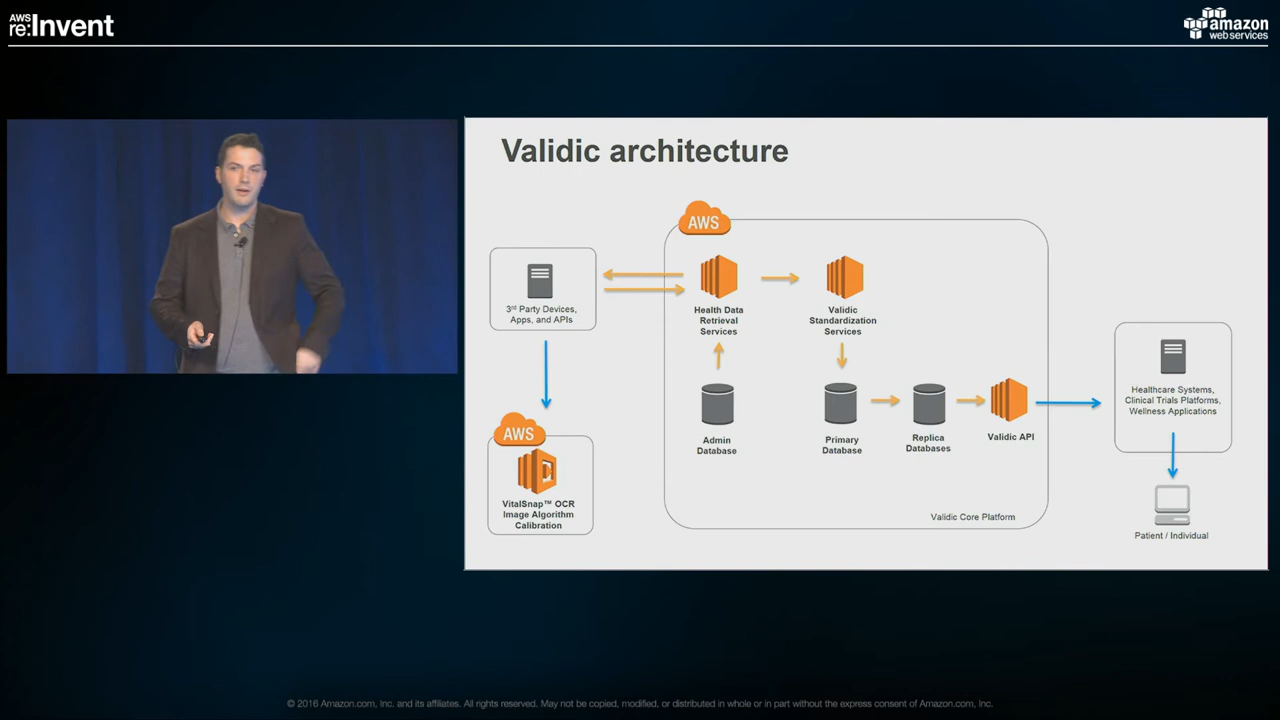 AWS
re:Invent
amazon
web services
Validic architecture
AWS
3rd Party Devices,
Apps, and APIs
Health Data
Retrieval
Services
Validic
Standardization
Services
Admin
Database
Primary
Database
Replica
Databases
Validic API
Healthcare Systems,
Clinical Trials Platforms,
Wellness Applications
AWS
VitalSnap™ OCR
Image Algorithm
Calibration
Validic Core Platform
Patient / Individual
© 2016 Amazon.com, Inc. and its affiliates. All rights reserved. May not be copied, modified, or distributed in whole or in part without the express consent of Amazon.com, Inc.